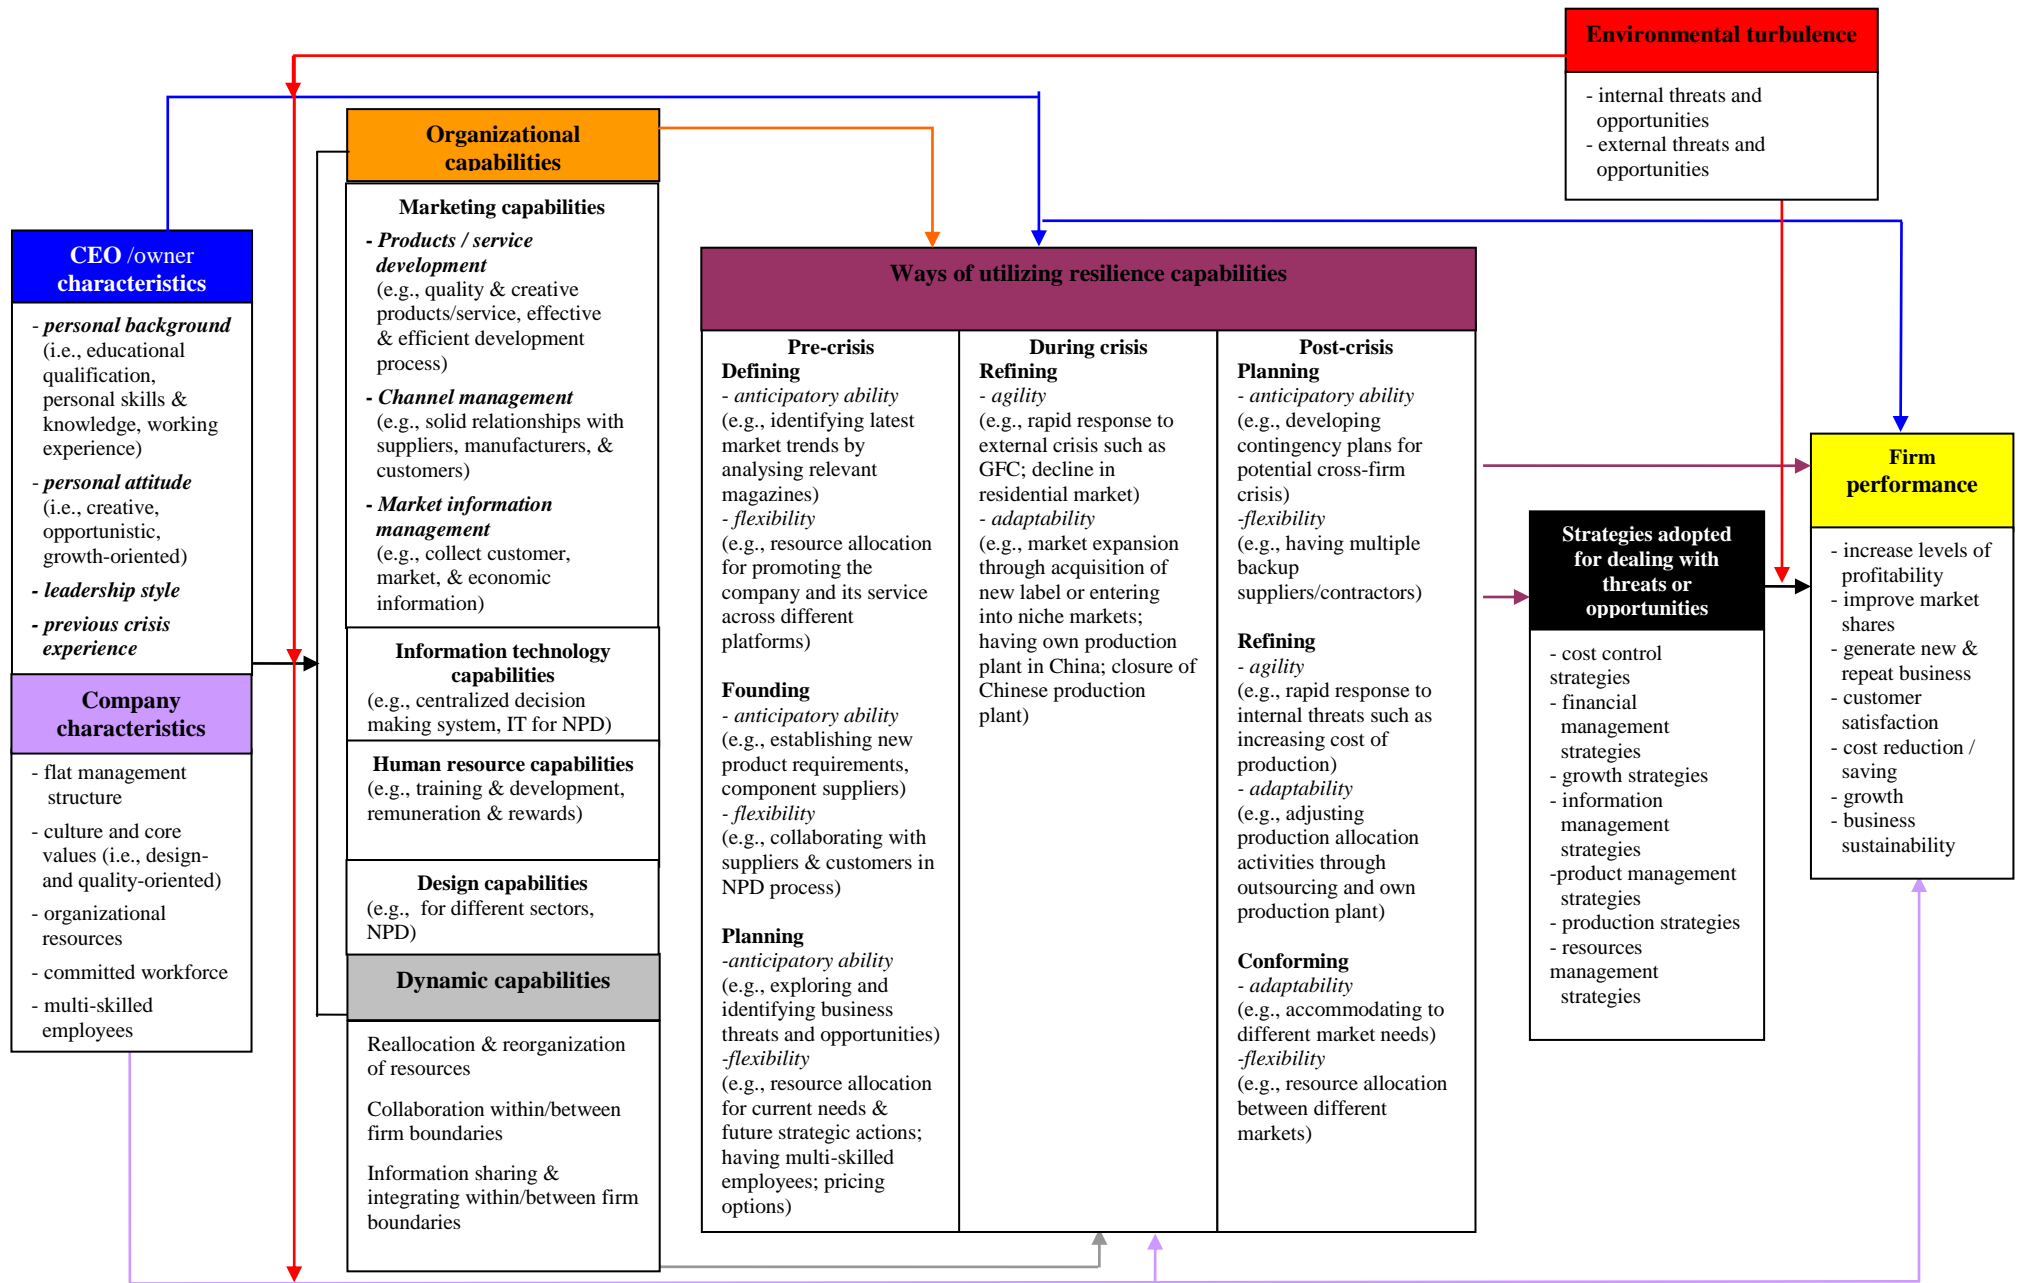 Environmental turbulence
- internal threats and
opportunities
- external threats and
opportunities
CEO /owner
characteristics
- personal background
(i.e., educational
qualification,
personal skills &
knowledge, working
experience)
- personal attitude
(i.e., creative,
opportunistic,
growth-oriented)
- leadership style
- previous crisis
experience
Company
characteristics
- flat management
structure
- culture and core
values (i.e., design-
and quality-oriented)
- organizational
resources
- committed workforce
- multi-skilled
employees
Organizational
capabilities
Marketing capabilities
- Products / service
development
(e.g., quality & creative
products/service, effective
& efficient development
process)
- Channel management
(e.g., solid relationships with
suppliers, manufacturers, &
customers)
- Market information
management
(e.g., collect customer,
market, & economic
information)
Information technology
capabilities
(e.g., centralized decision
making system, IT for NPD)
Human resource capabilities
(e.g., training & development,
remuneration & rewards)
Design capabilities
(e.g., for different sectors,
NPD)
Dynamic capabilities
Reallocation & reorganization
of resources
Collaboration within/between
firm boundaries
Information sharing &
integrating within/between firm
boundaries
Ways of utilizing resilience capabilities
Pre-crisis
Defining
- anticipatory ability
(e.g., identifying latest
market trends by
analysing relevant
magazines)
- flexibility
(e.g., resource allocation
for promoting the
company and its service
across different
platforms)
Founding
- anticipatory ability
(e.g., establishing new
product requirements,
component suppliers)
- flexibility
(e.g., collaborating with
suppliers & customers in
NPD process)
Planning
-anticipatory ability
(e.g., exploring and
identifying business
threats and opportunities)
-flexibility
(e.g., resource allocation
for current needs &
future strategic actions;
having multi-skilled
employees; pricing
options)
During crisis
Refining
- agility
(e.g., rapid response to
external crisis such as
GFC; decline in
residential market)
- adaptability
(e.g., market expansion
through acquisition of
new label or entering
into niche markets;
having own production
plant in China; closure of
Chinese production
plant)
Post-crisis
Planning
- anticipatory ability
(e.g., developing
contingency plans for
potential cross-firm
crisis)
-flexibility
(e.g., having multiple
backup
suppliers/contractors)
Refining
- agility
(e.g., rapid response to
internal threats such as
increasing cost of
production)
- adaptability
(e.g., adjusting
production allocation
activities through
outsourcing and own
production plant)
Conforming
- adaptability
(e.g., accommodating to
different market needs)
-flexibility
(e.g., resource allocation
between different
markets)
Strategies adopted
for dealing with
threats or
opportunities
- cost control
strategies
- financial
management
strategies
- growth strategies
- information
management
strategies
-product management
strategies
- production strategies
- resources
management
strategies
Firm
performance
- increase levels of
profitability
- improve market
shares
- generate new &
repeat business
- customer
satisfaction
- cost reduction /
saving
- growth
- business
sustainability